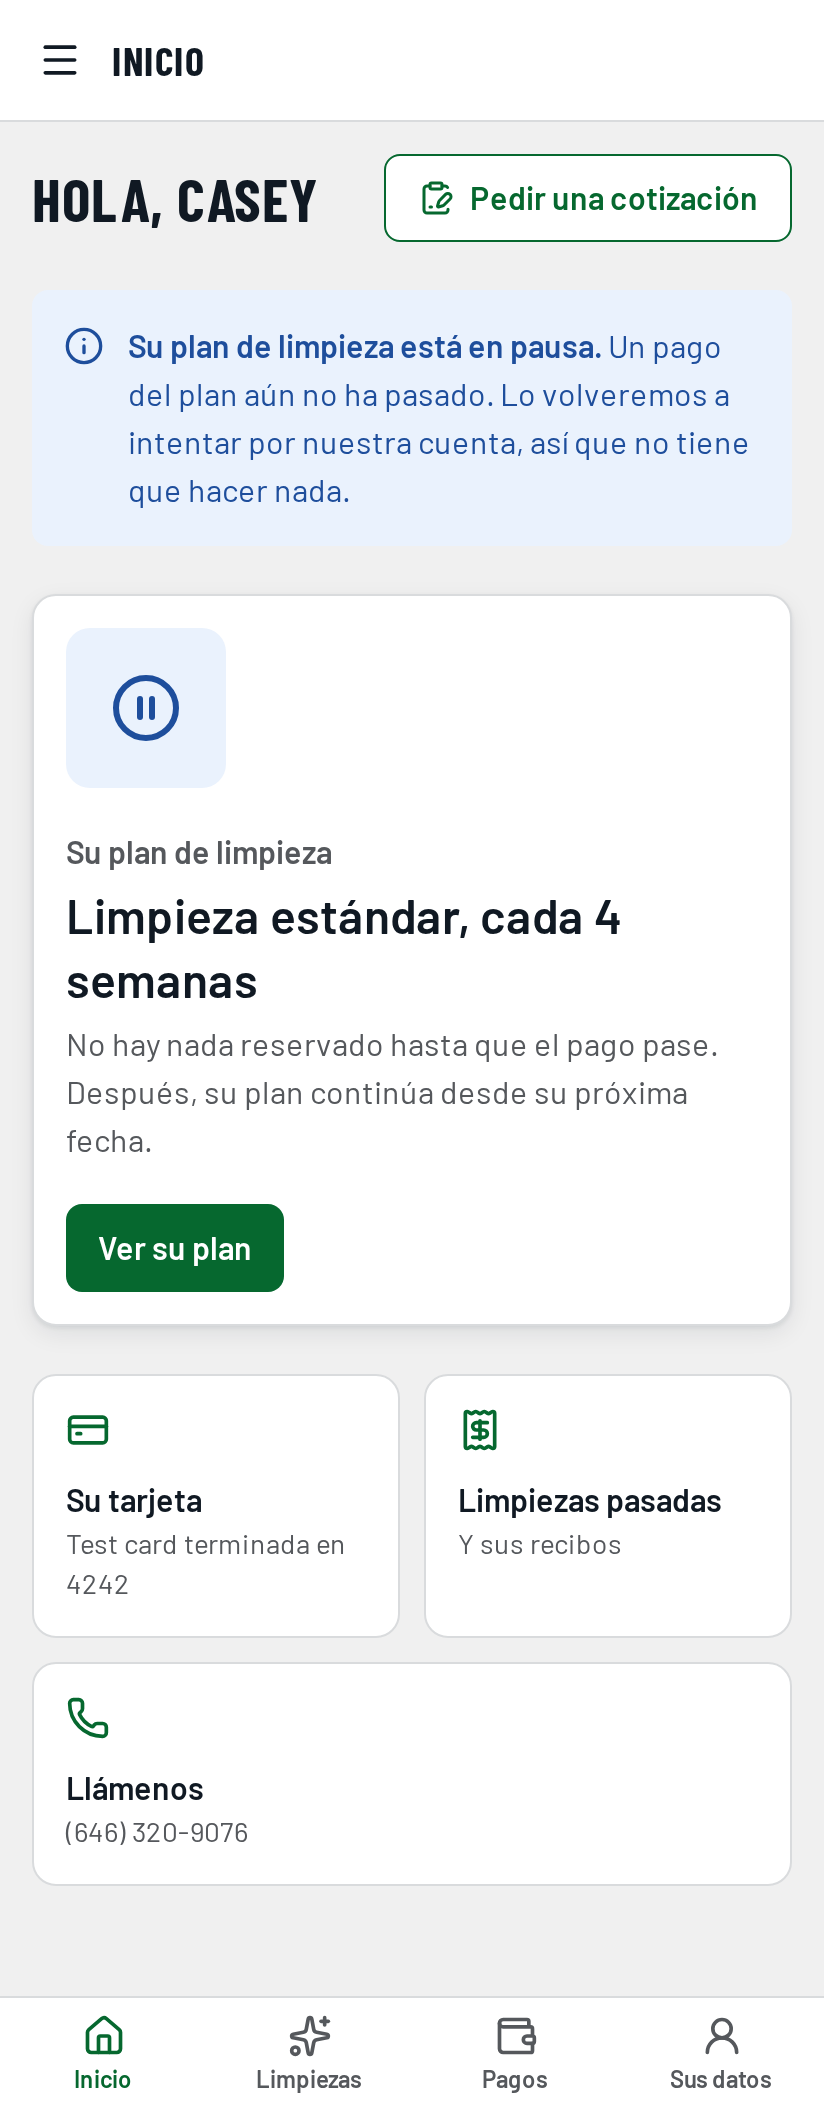 INICIO
HOLA, CASEY
Pedir una cotización
Su plan de limpieza está en pausa. Un pago
del plan aún no ha pasado. Lo volveremos a
intentar por nuestra cuenta, así que no tiene
que hacer nada.
Su plan de limpieza
Limpieza estándar, cada 4
semanas
No hay nada reservado hasta que el pago pase.
Después, su plan continúa desde su próxima
fecha.
Ver su plan
Su tarjeta
Test card terminada en
4242
Limpiezas pasadas
Y sus recibos
Llámenos
(646) 320-9076
Inicio
Limpiezas
Pagos
Sus datos